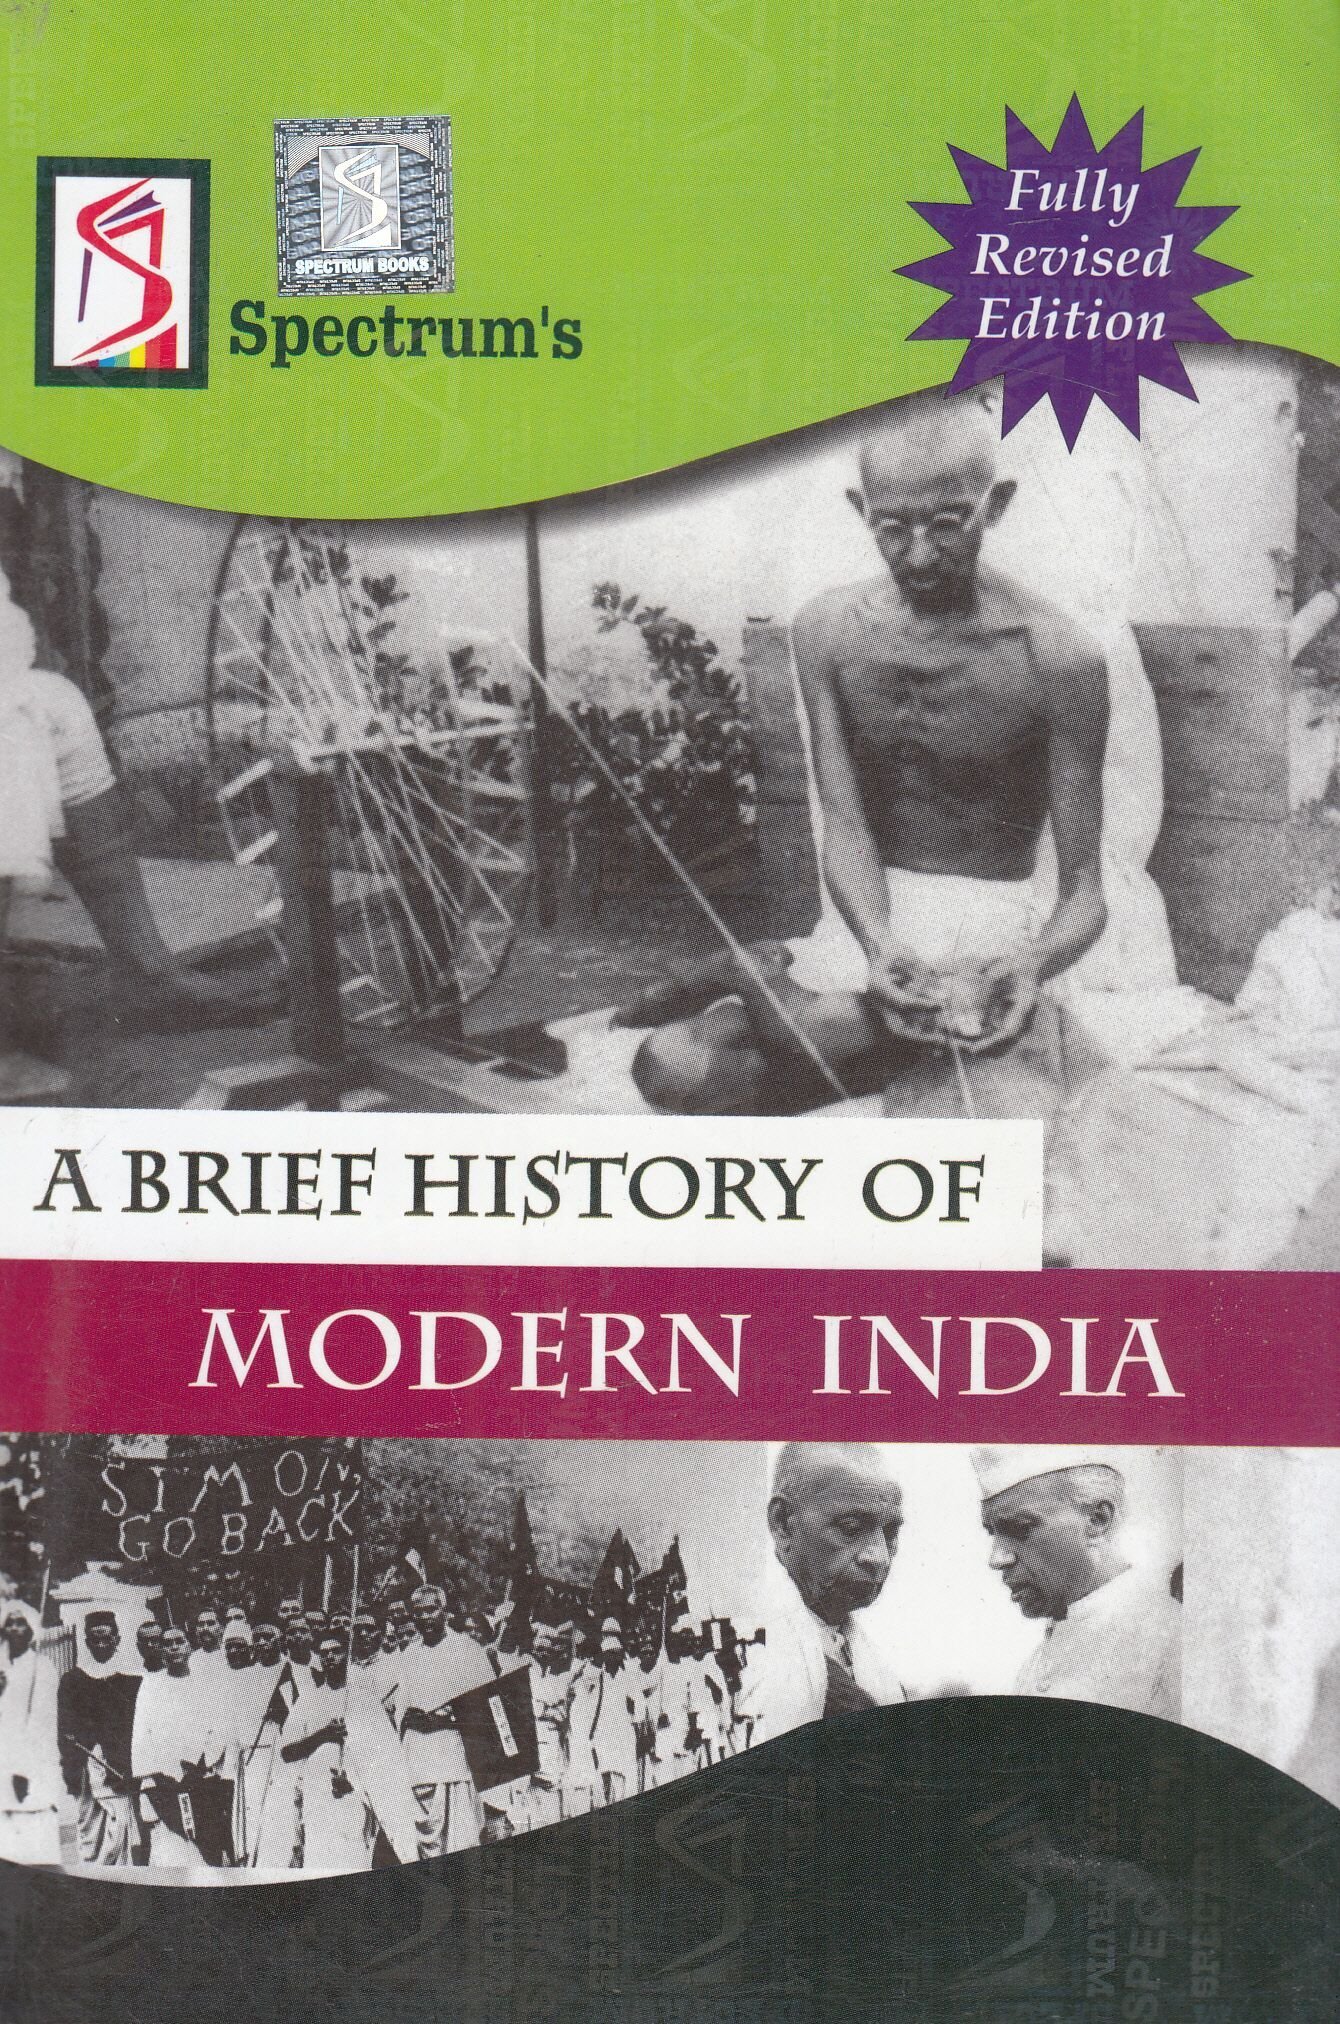 SPECTRUM BOOKS
Spectrum's
Fully
Revised
Edition
A BRIEF HISTORY OF
MODERN INDIA
SIMON,
GO BACK